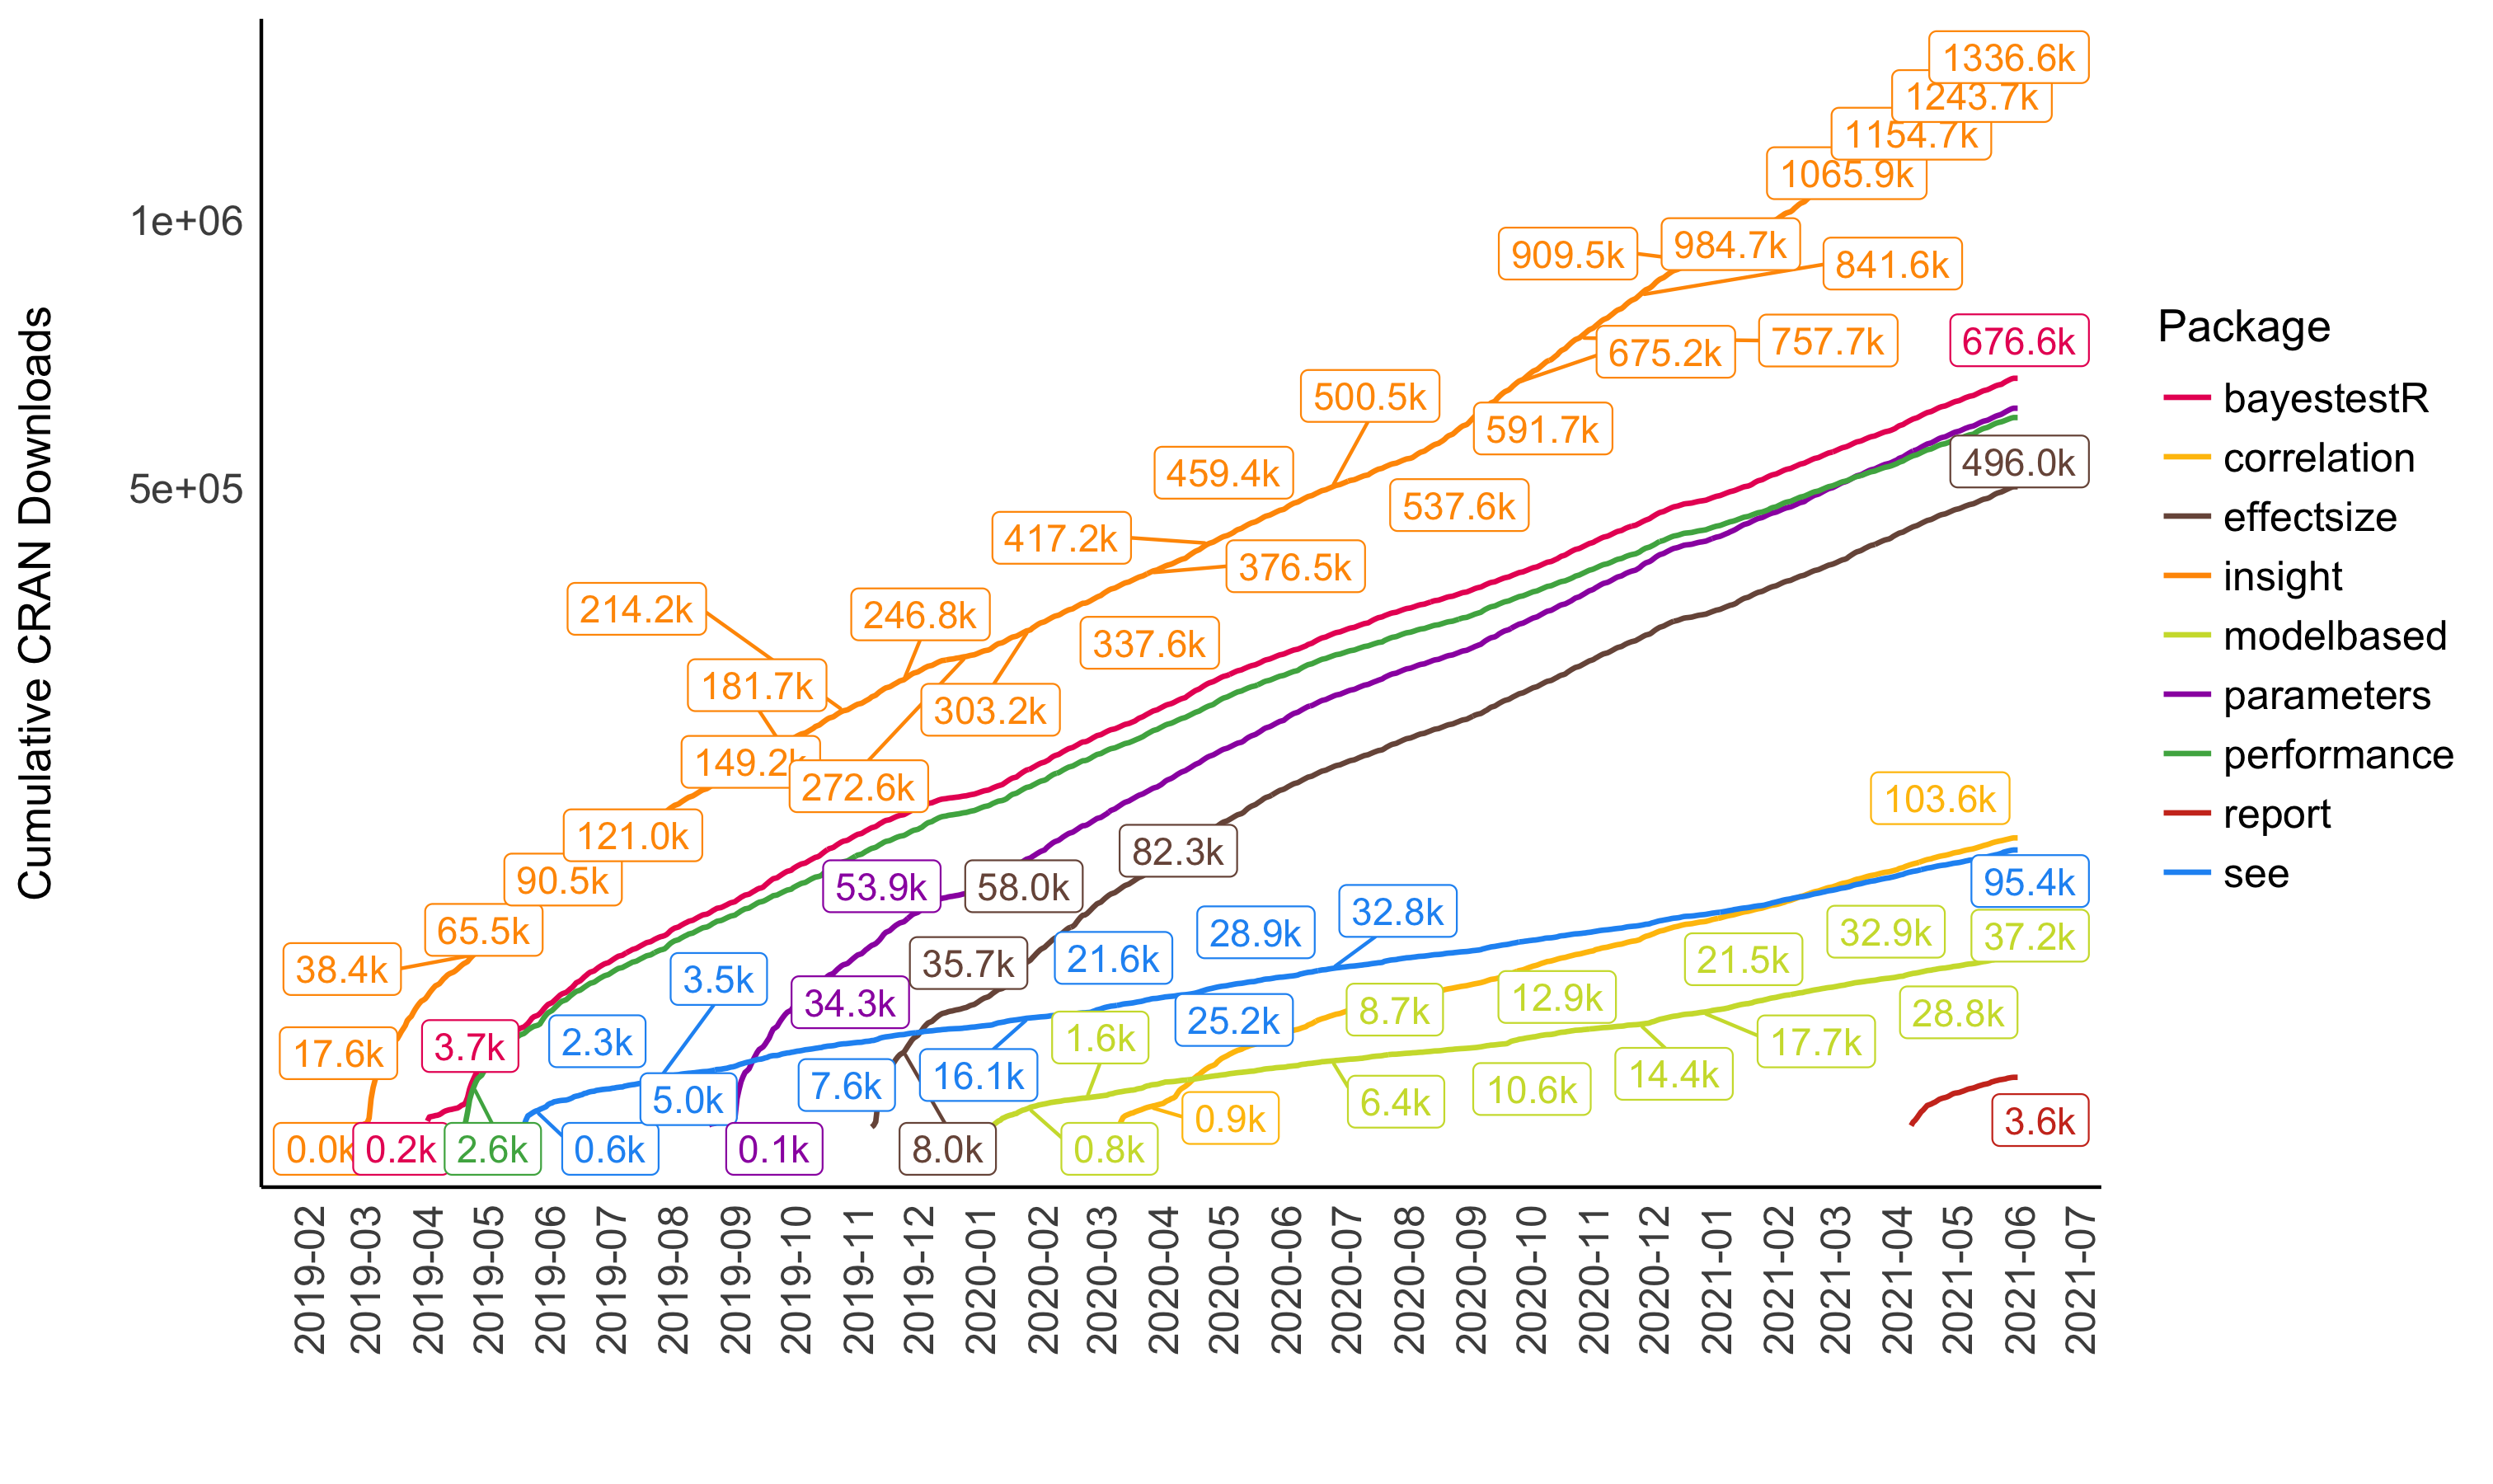 1336.6k
1243.7k
1154.7k
1065.9k
1e+06
909.5k
984.7k
841.6k
675.2k
757.7k
676.6k
500.5k
591.7k
459.4k
496.0k
5e+05
537.6k
417.2k
376.5k
214.2k
246.8k
337.6k
181.7k
303.2k
149.2k
272.6k
103.6k
121.0k
82.3k
90.5k
53.9k
58.0k
95.4k
32.8k
65.5k
28.9k
32.9k
37.2k
38.4k
35.7k
21.6k
21.5k
3.5k
34.3k
12.9k
8.7k
28.8k
25.2k
17.6k
3.7k
2.3k
1.6k
17.7k
16.1k
14.4k
7.6k
10.6k
5.0k
6.4k
0.9k
3.6k
0.0k
0.2k
2.6k
0.6k
0.1k
8.0k
0.8k
Cumulative CRAN Downloads
2019-02
2019-03
2019-04
2019-05
2019-06
2019-07
2019-08
2019-09
2019-10
2019-11
2019-12
2020-01
2020-02
2020-03
2020-04
2020-05
2020-06
2020-07
2020-08
2020-09
2020-10
2020-11
2020-12
2021-01
2021-02
2021-03
2021-04
2021-05
2021-06
2021-07
Package
bayestestR
correlation
effectsize
insight
modelbased
parameters
performance
report
see